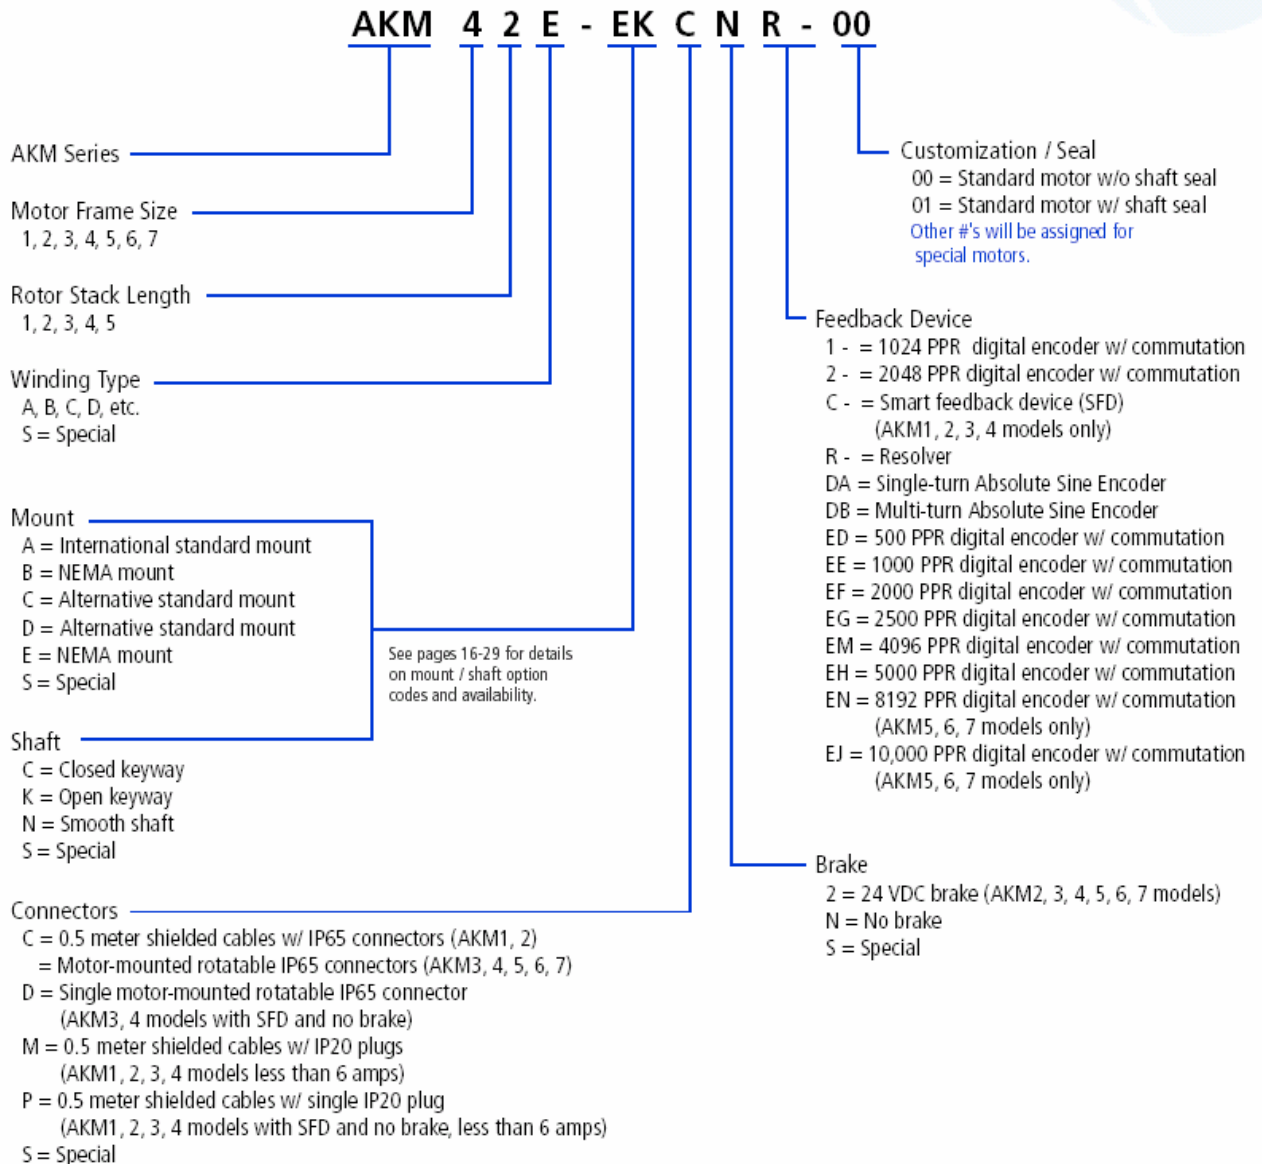 AKM 4 2 E - EK C N R - 00
AKM Series
Motor Frame Size
1, 2, 3, 4, 5, 6, 7
Rotor Stack Length
1, 2, 3, 4, 5
Winding Type
A, B, C, D, etc.
S = Special
Mount
A = International standard mount
B = NEMA mount
C = Alternative standard mount
D = Alternative standard mount
E = NEMA mount
S = Special
See pages 16-29 for details
on mount / shaft option
codes and availability.
Shaft
C = Closed keyway
K = Open keyway
N = Smooth shaft
S = Special
Connectors
C = 0.5 meter shielded cables w/ IP65 connectors (AKM1, 2)
= Motor-mounted rotatable IP65 connectors (AKM3, 4, 5, 6, 7)
D = Single motor-mounted rotatable IP65 connector
(AKM3, 4 models with SFD and no brake)
M = 0.5 meter shielded cables w/ IP20 plugs
(AKM1, 2, 3, 4 models less than 6 amps)
P = 0.5 meter shielded cables w/ single IP20 plug
(AKM1, 2, 3, 4 models with SFD and no brake, less than 6 amps)
S = Special
Customization / Seal
00 = Standard motor w/o shaft seal
01 = Standard motor w/ shaft seal
Other #'s will be assigned for
special motors.
Feedback Device
1 - = 1024 PPR digital encoder w/ commutation
2 - = 2048 PPR digital encoder w/ commutation
C - = Smart feedback device (SFD)
(AKM1, 2, 3, 4 models only)
R - = Resolver
DA = Single-turn Absolute Sine Encoder
DB = Multi-turn Absolute Sine Encoder
ED = 500 PPR digital encoder w/ commutation
EE = 1000 PPR digital encoder w/ commutation
EF = 2000 PPR digital encoder w/ commutation
EG = 2500 PPR digital encoder w/ commutation
EM = 4096 PPR digital encoder w/ commutation
EH = 5000 PPR digital encoder w/ commutation
EN = 8192 PPR digital encoder w/ commutation
(AKM5, 6, 7 models only)
EJ = 10,000 PPR digital encoder w/ commutation
(AKM5, 6, 7 models only)
Brake
2 = 24 VDC brake (AKM2, 3, 4, 5, 6, 7 models)
N = No brake
S = Special